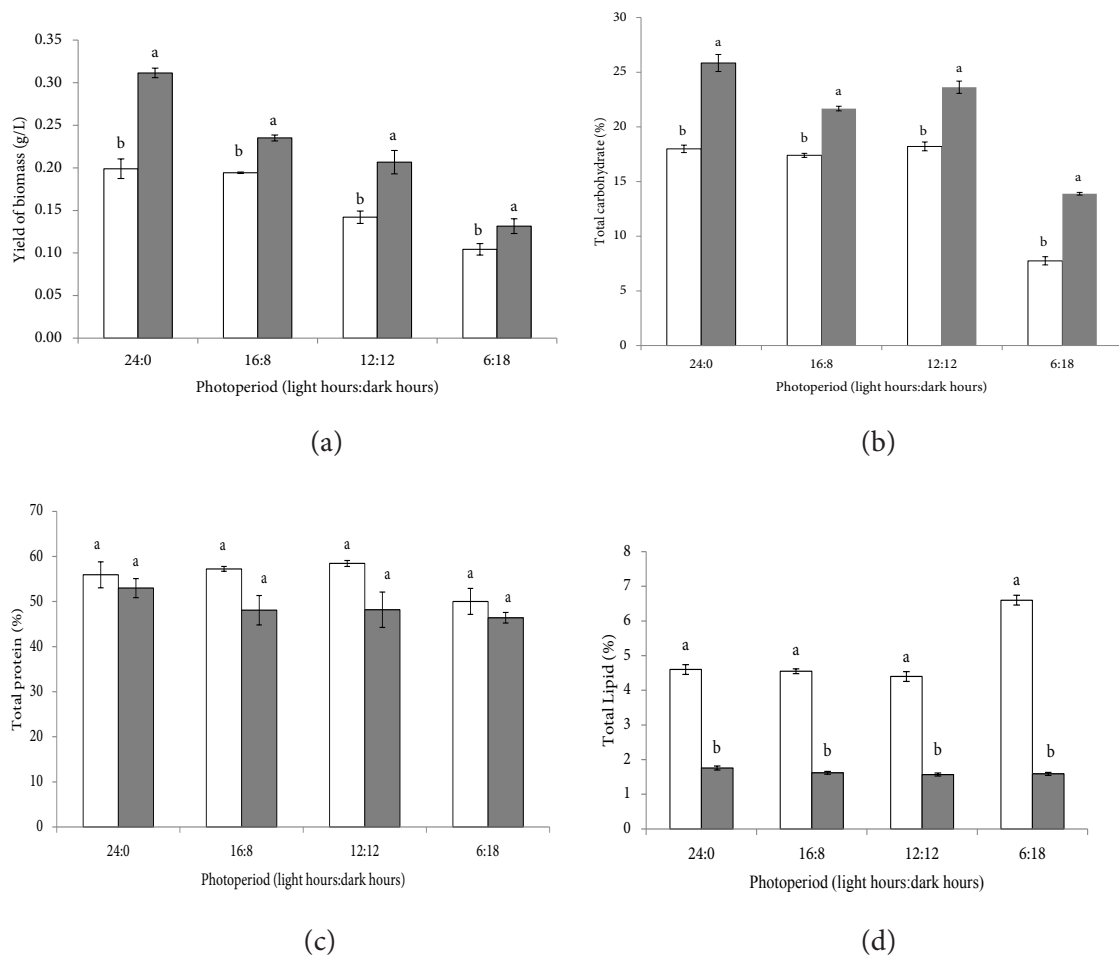 Yield of biomass (g/L)
0.35
0.30
0.25
0.20
0.15
0.10
0.05
0.00
b a b a b a b a
24:0 16:8 12:12 6:18
Photoperiod (light hours:dark hours)
(a)
Total carbohydrate (%)
30
25
20
15
10
5
0
b a b a b a b a
24:0 16:8 12:12 6:18
Photoperiod (light hours:dark hours)
(b)
Total protein (%)
70
60
50
40
30
20
10
0
a a a a a a a a
24:0 16:8 12:12 6:18
Photoperiod (light hours:dark hours)
(c)
Total Lipid (%)
8
7
6
5
4
3
2
1
0
a b a b a b a b
24:0 16:8 12:12 6:18
Photoperiod (light hours:dark hours)
(d)